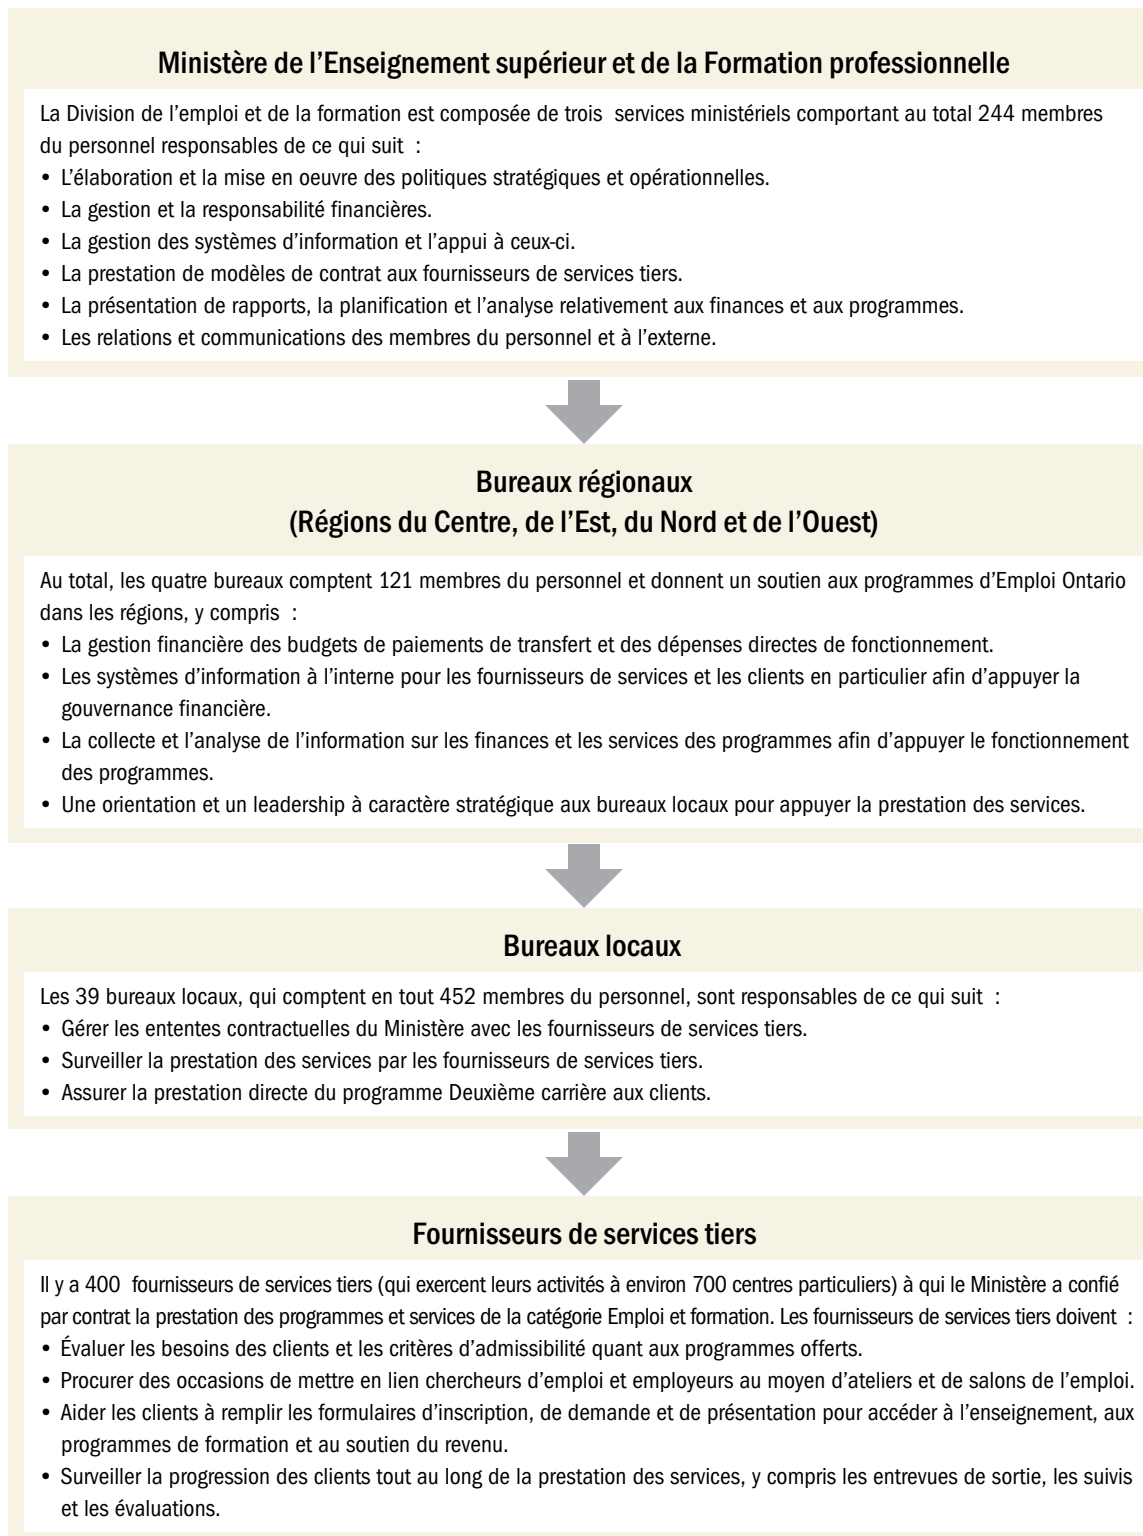 Ministère de l’Enseignement supérieur et de la Formation professionnelle
La Division de l’emploi et de la formation est composée de trois services ministériels comportant au total 244 membres
du personnel responsables de ce qui suit :
• L’élaboration et la mise en oeuvre des politiques stratégiques et opérationnelles.
• La gestion et la responsabilité financières.
• La gestion des systèmes d’information et l’appui à ceux-ci.
• La prestation de modèles de contrat aux fournisseurs de services tiers.
• La présentation de rapports, la planification et l’analyse relativement aux finances et aux programmes.
• Les relations et communications des membres du personnel et à l’externe.
Bureaux régionaux
(Régions du Centre, de l’Est, du Nord et de l’Ouest)
Au total, les quatre bureaux comptent 121 membres du personnel et donnent un soutien aux programmes d’Emploi Ontario
dans les régions, y compris :
• La gestion financière des budgets de paiements de transfert et des dépenses directes de fonctionnement.
• Les systèmes d’information à l’interne pour les fournisseurs de services et les clients en particulier afin d’appuyer la
gouvernance financière.
• La collecte et l’analyse de l’information sur les finances et les services des programmes afin d’appuyer le fonctionnement
des programmes.
• Une orientation et un leadership à caractère stratégique aux bureaux locaux pour appuyer la prestation des services.
Bureaux locaux
Les 39 bureaux locaux, qui comptent en tout 452 membres du personnel, sont responsables de ce qui suit :
• Gérer les ententes contractuelles du Ministère avec les fournisseurs de services tiers.
• Surveiller la prestation des services par les fournisseurs de services tiers.
• Assurer la prestation directe du programme Deuxième carrière aux clients.
Fournisseurs de services tiers
Il y a 400 fournisseurs de services tiers (qui exercent leurs activités à environ 700 centres particuliers) à qui le Ministère a confié
par contrat la prestation des programmes et services de la catégorie Emploi et formation. Les fournisseurs de services tiers doivent :
• Évaluer les besoins des clients et les critères d’admissibilité quant aux programmes offerts.
• Procurer des occasions de mettre en lien chercheurs d’emploi et employeurs au moyen d’ateliers et de salons de l’emploi.
• Aider les clients à remplir les formulaires d’inscription, de demande et de présentation pour accéder à l’enseignement, aux
programmes de formation et au soutien du revenu.
• Surveiller la progression des clients tout au long de la prestation des services, y compris les entrevues de sortie, les suivis
et les évaluations.